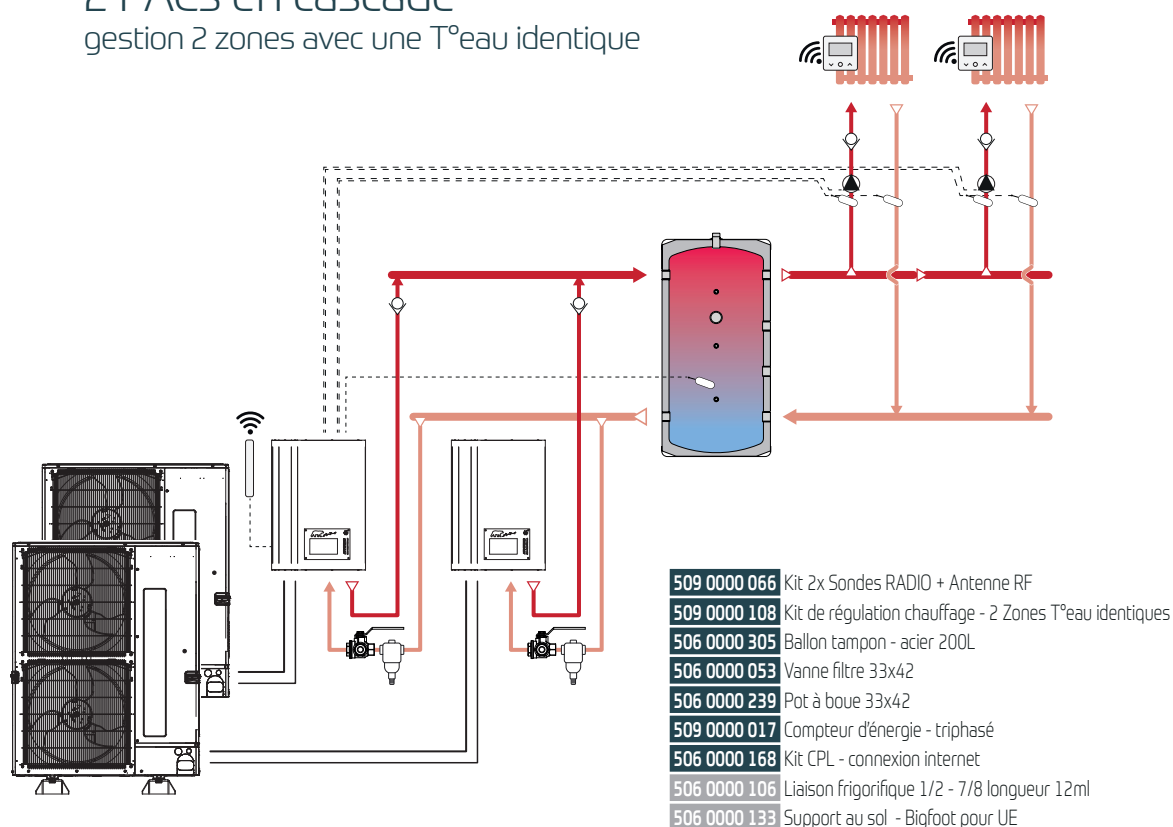 2 PACs en cascade
gestion 2 zones avec une T°eau identique
509 0000 066 Kit 2x Sondes RADIO + Antenne RF
509 0000 108 Kit de régulation chauffage - 2 Zones T°eau identiques
506 0000 305 Ballon tampon - acier 200L
506 0000 053 Vanne filtre 33x42
506 0000 239 Pot à boue 33x42
509 0000 017 Compteur d'énergie - triphasé
506 0000 168 Kit CPL - connexion internet
506 0000 106 Liaison frigorifique 1/2 - 7/8 longueur 12ml
506 0000 133 Support au sol - Bigfoot pour UE